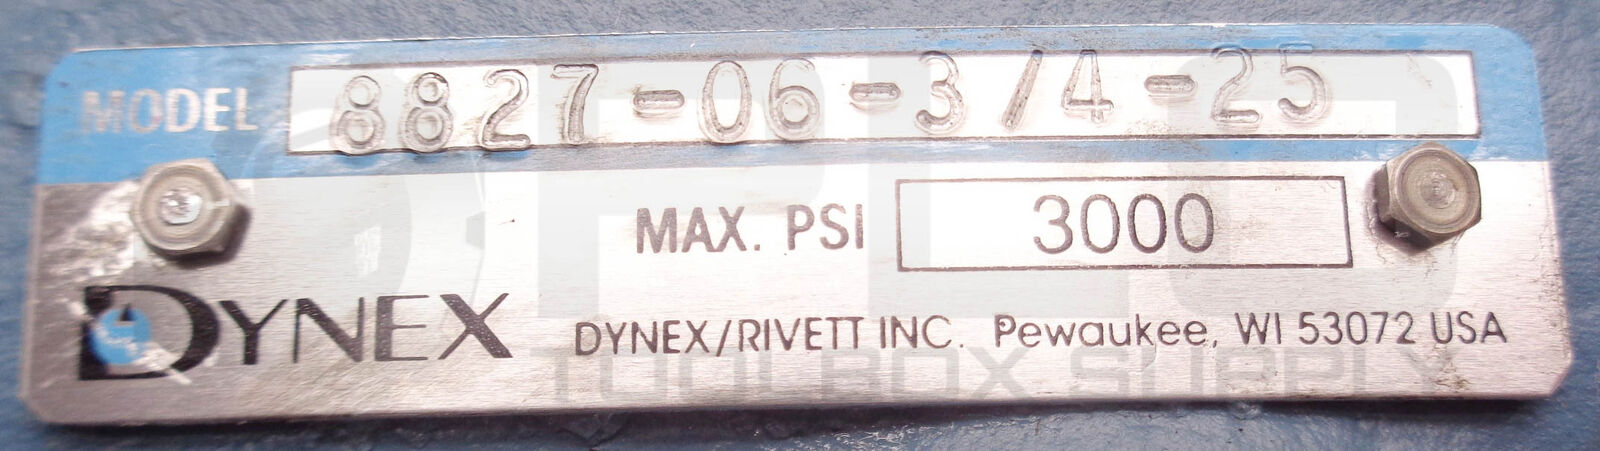 MODEL 8827-06-3/4-25
MAX. PSI 3000
DYNEX
DYNEX/RIVETT INC. Pewaukee, WI 53072 USA
PLC
TOOLBOX SUPPLY